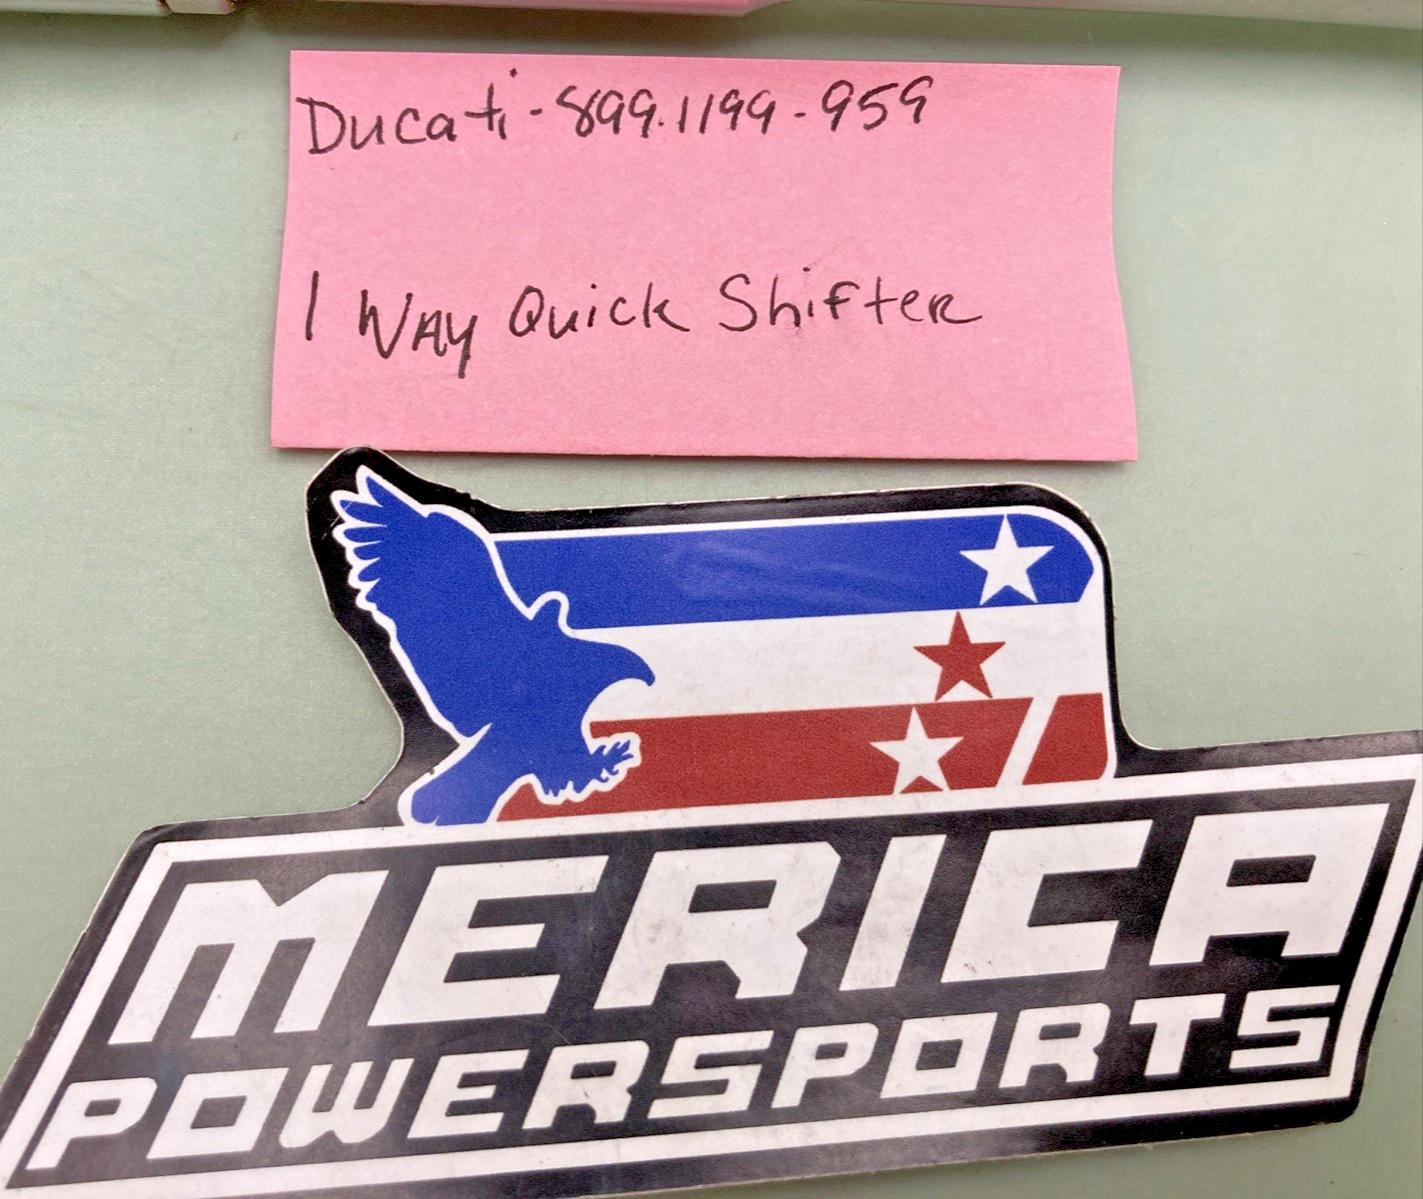 Ducati - 899.1199 - 959
1 WAY Quick Shifter
MERICA
POWERSPORTS